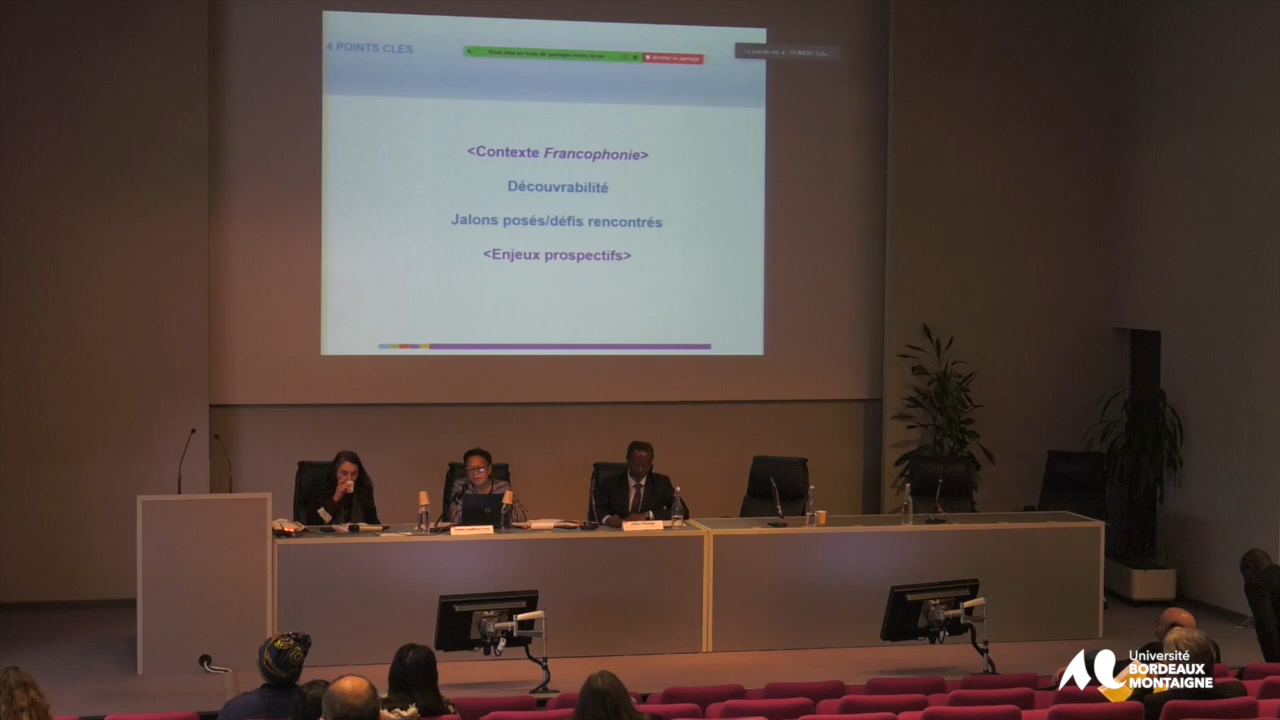 4 POINTS CLES
<Contexte Francophonie>
Découvrabilité
Jalons posés/défis rencontrés
<Enjeux prospectifs>
Université
BORDEAUX
MONTAIGNE